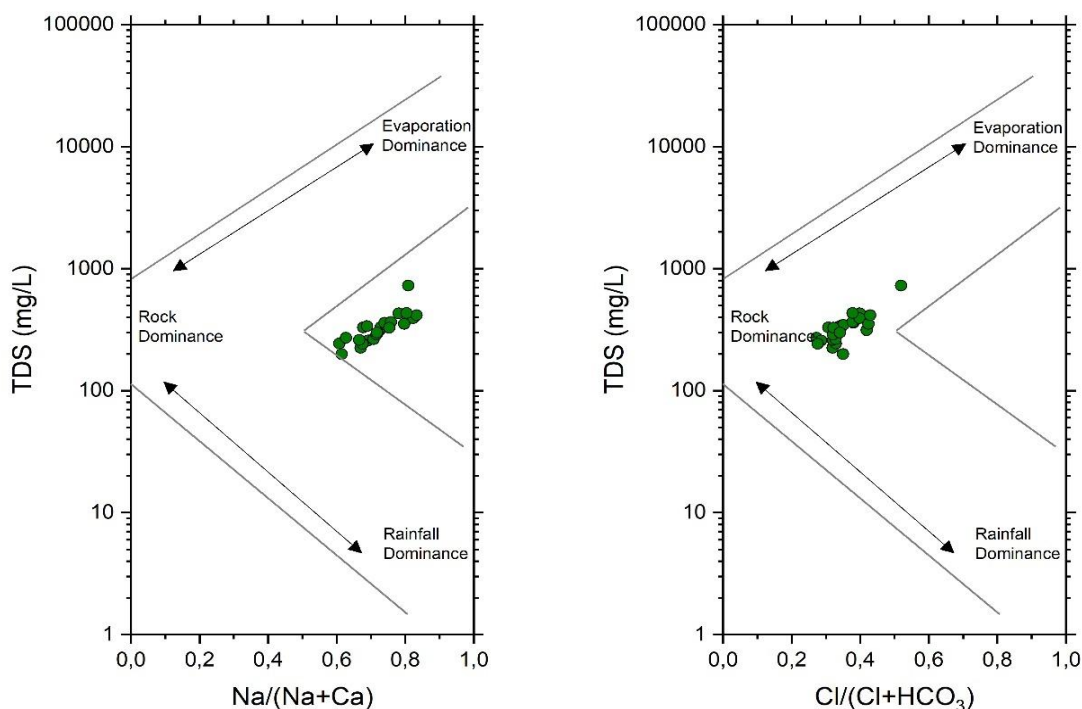 100000
10000
1000
100
10
1
TDS (mg/L)
Evaporation
Dominance
Rock
Dominance
Rainfall
Dominance
0,0 0,2 0,4 0,6 0,8 1,0
Na/(Na+Ca)
100000
10000
1000
100
10
1
TDS (mg/L)
Evaporation
Dominance
Rock
Dominance
Rainfall
Dominance
0,0 0,2 0,4 0,6 0,8 1,0
Cl/(Cl+HCO₃)